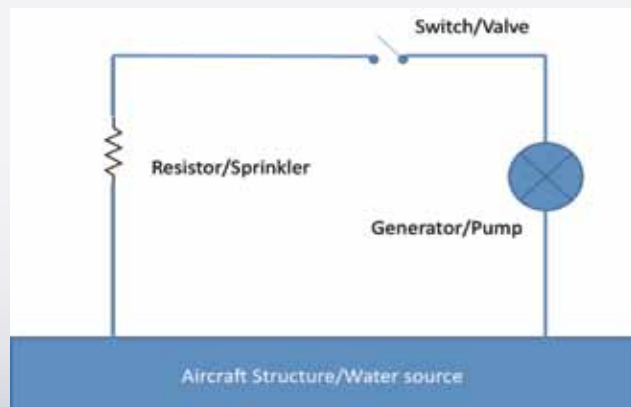 Switch/Valve
Resistor/Sprinkler
Generator/Pump
Aircraft Structure/Water source